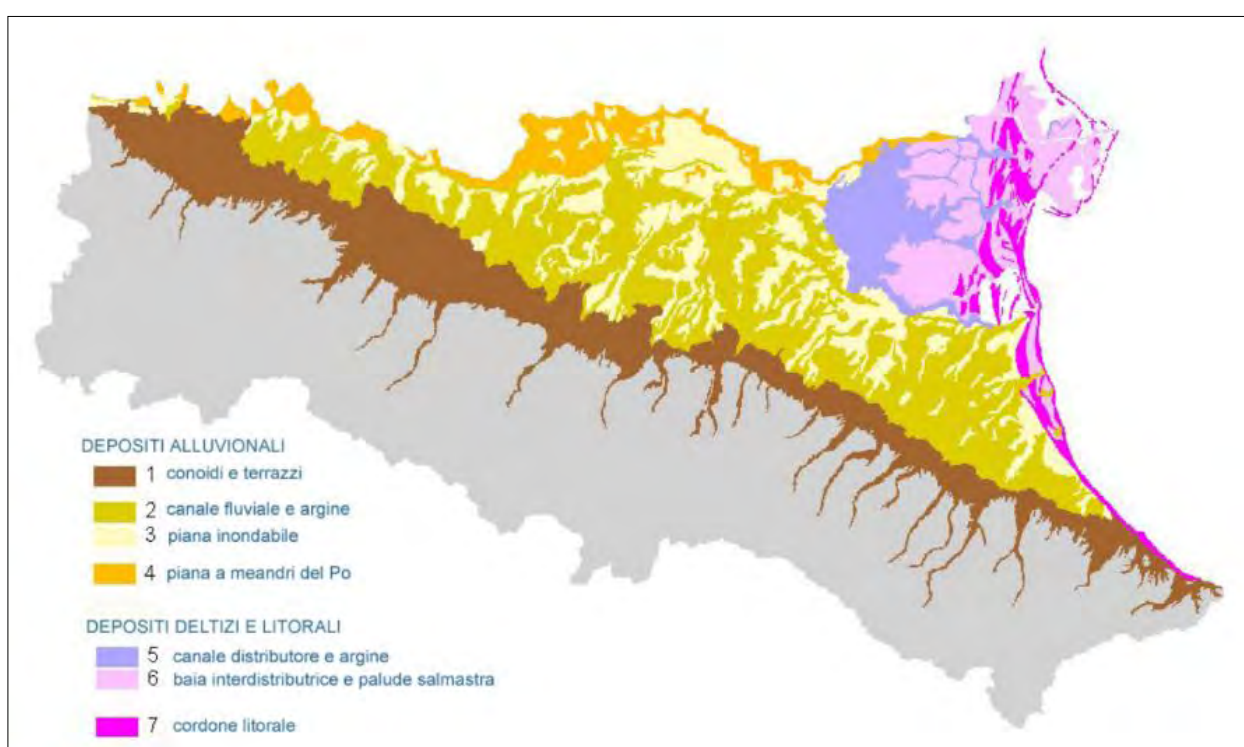 DEPOSITI ALLUVIONALI
1 conoidi e terrazzi
2 canale fluviale e argine
3 piana inondabile
4 piana a meandri del Po
DEPOSITI DELTIZI E LITORALI
5 canale distributore e argine
6 baia interdistributrice e palude salmastra
7 cordone litorale